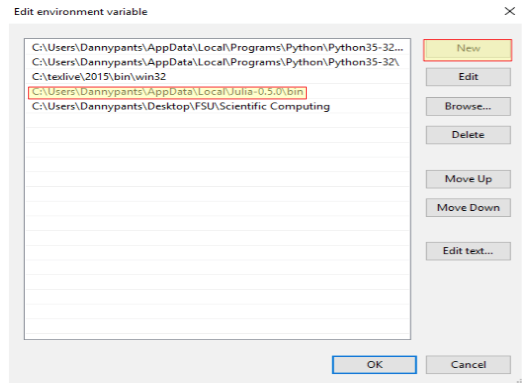 Edit environment variable
C:\Users\Dannypants\AppData\Local\Programs\Python\Python35-32...
C:\Users\Dannypants\AppData\Local\Programs\Python\Python35-32\
C:\texlive\2015\bin\win32
C:\Users\Dannypants\AppData\Local\Julia-0.5.0\bin
C:\Users\Dannypants\Desktop\FSU\Scientific Computing
New
Edit
Browse...
Delete
Move Up
Move Down
Edit text...
OK
Cancel